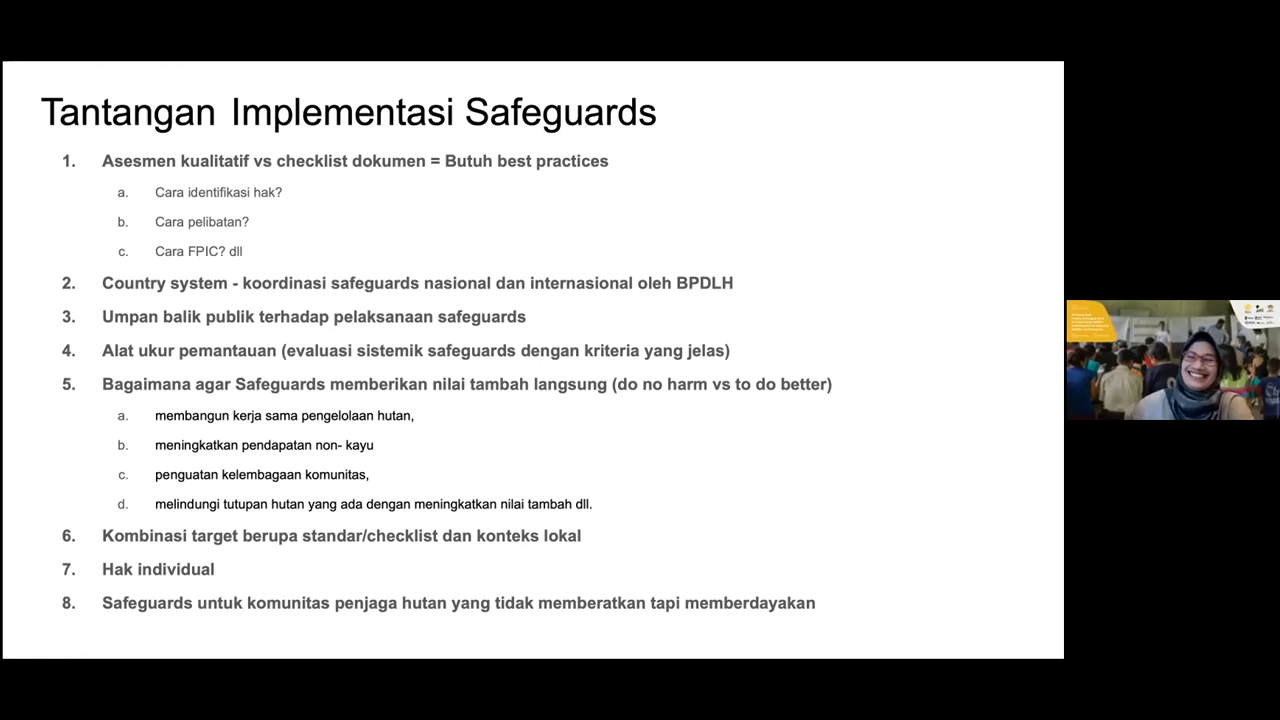 Tantangan Implementasi Safeguards
1. Asesmen kualitatif vs checklist dokumen = Butuh best practices
a. Cara identifikasi hak?
b. Cara pelibatan?
c. Cara FPIC? dll
2. Country system - koordinasi safeguards nasional dan internasional oleh BPDLH
3. Umpan balik publik terhadap pelaksanaan safeguards
4. Alat ukur pemantauan (evaluasi sistemik safeguards dengan kriteria yang jelas)
5. Bagaimana agar Safeguards memberikan nilai tambah langsung (do no harm vs to do better)
a. membangun kerja sama pengelolaan hutan,
b. meningkatkan pendapatan non- kayu
c. penguatan kelembagaan komunitas,
d. melindungi tutupan hutan yang ada dengan meningkatkan nilai tambah dll.
6. Kombinasi target berupa standar/checklist dan konteks lokal
7. Hak individual
8. Safeguards untuk komunitas penjaga hutan yang tidak memberatkan tapi memberdayakan